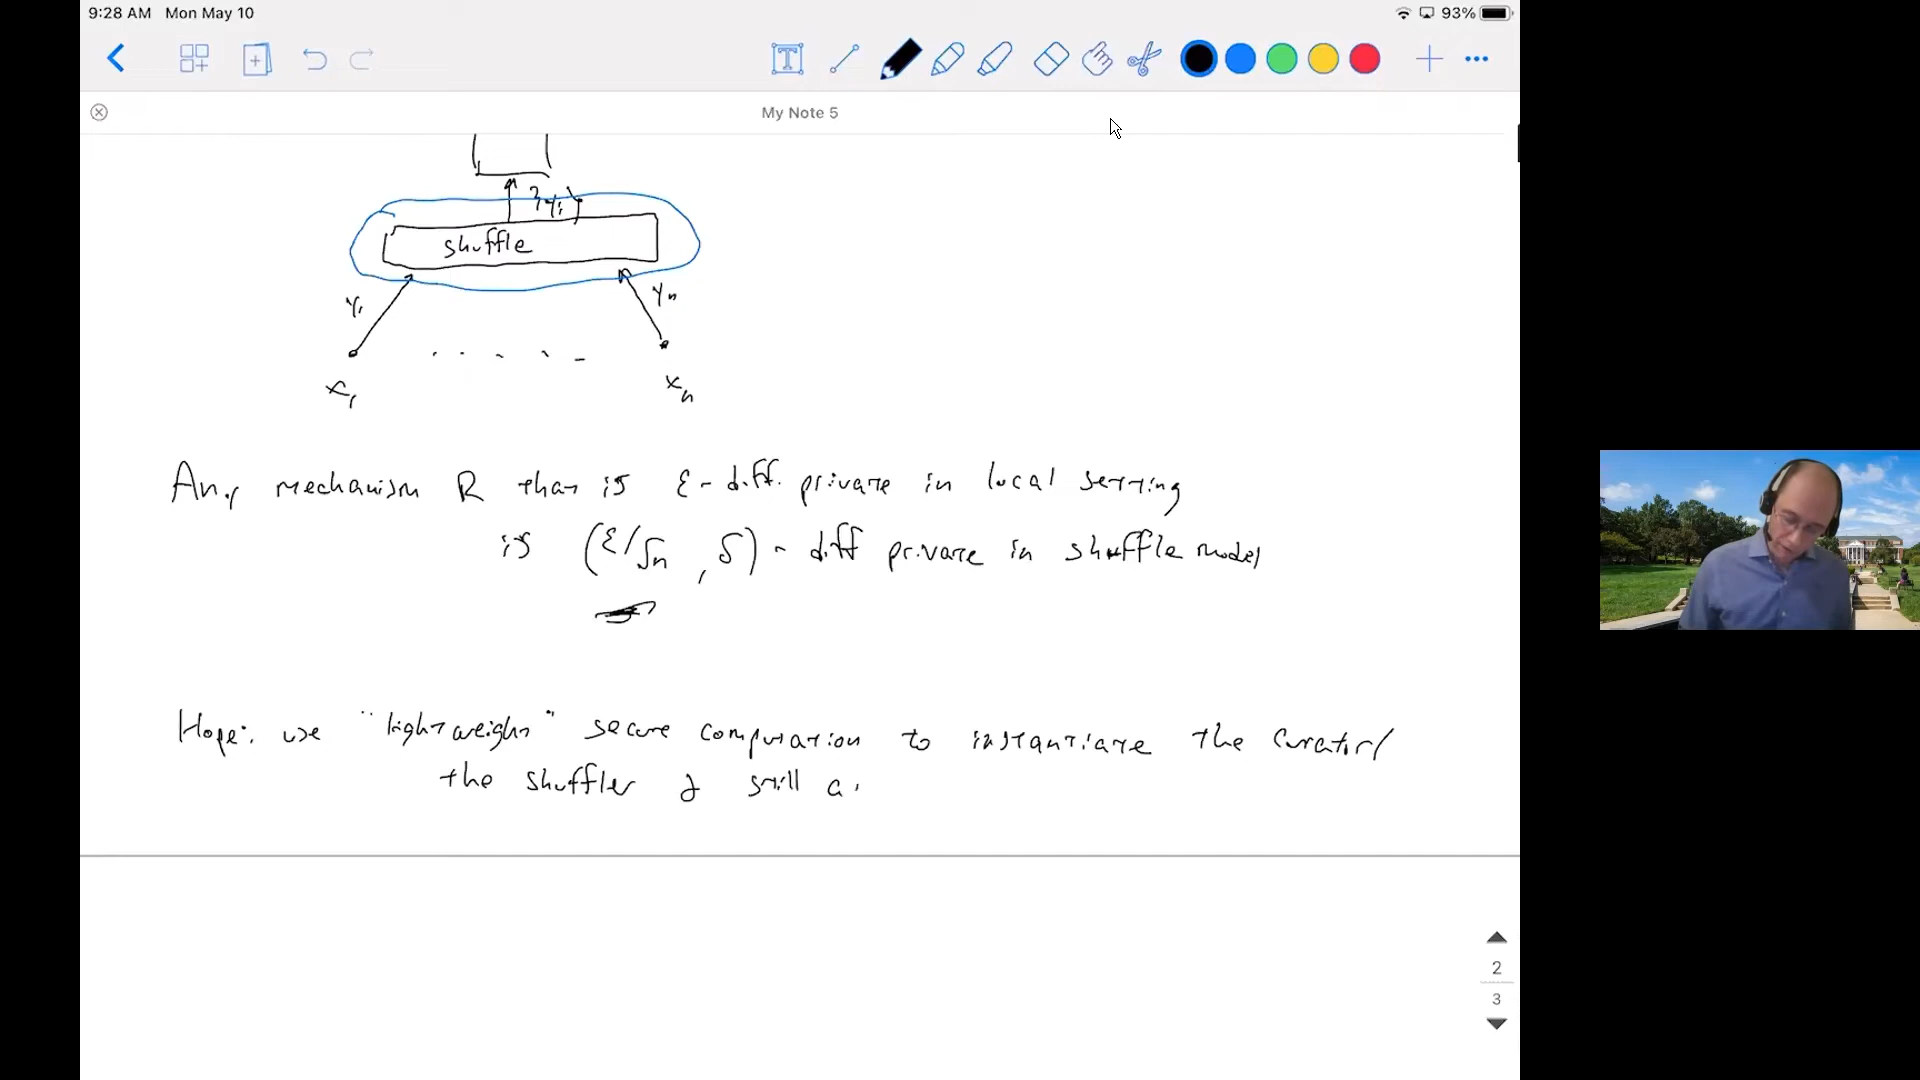 9:28 AM Mon May 10
93%
My Note 5
{yi}
shuffle
y1
yn
x1
xn
Any mechanism R that is ε-diff. private in local setting
is (ε/√n, δ)-diff private in shuffle model
Hope: use "lightweight" secure computation to instantiate the curator/
the shuffler & still a
2
3